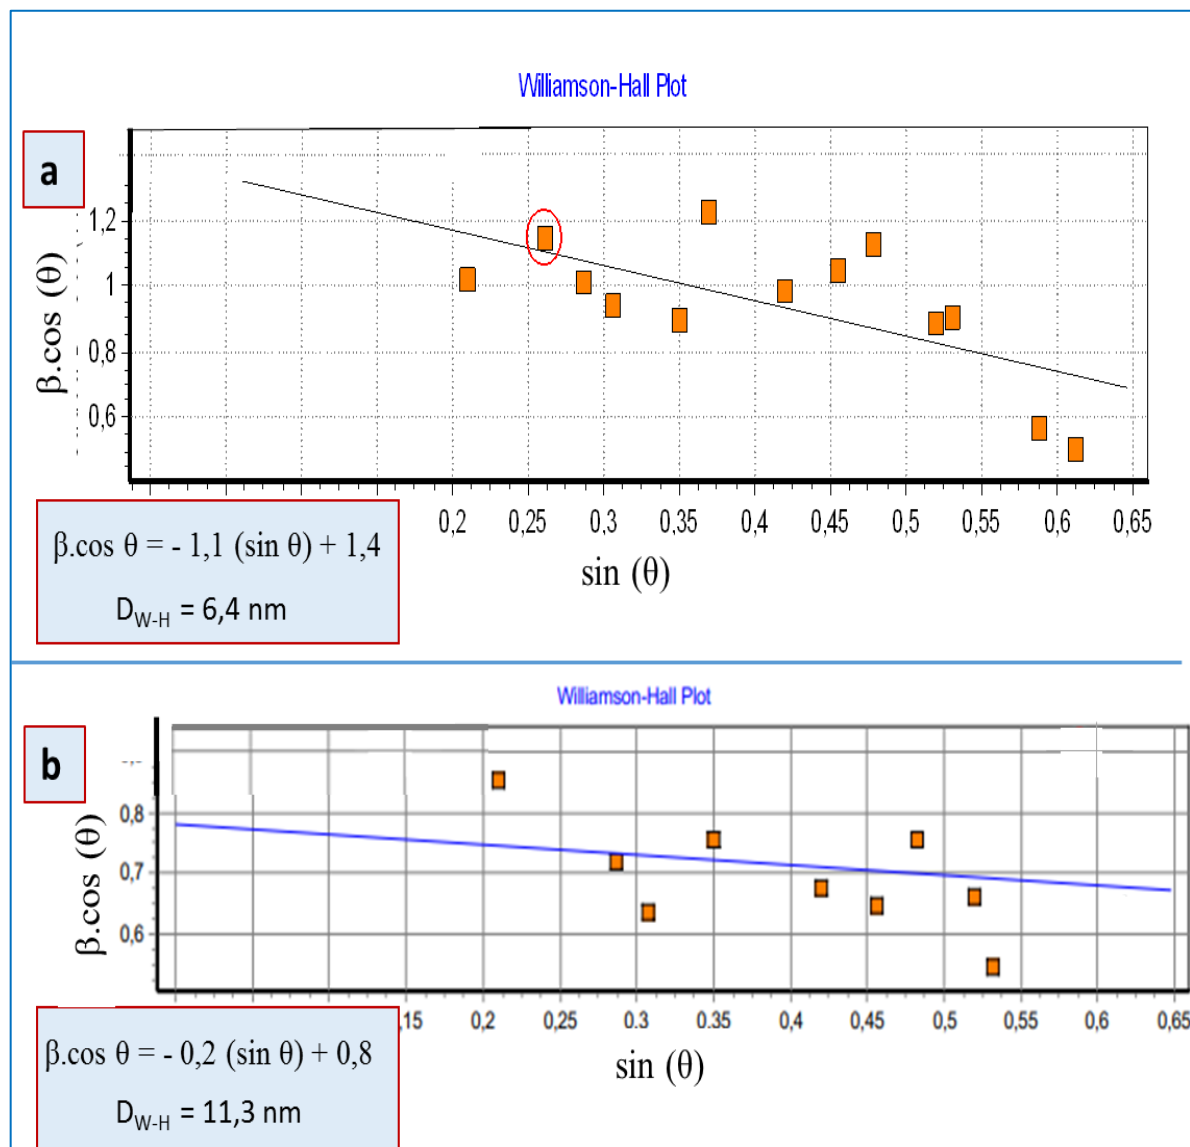 Williamson-Hall Plot
a
β.cos (θ)
1,2
1
0,8
0,6
0,2 0,25 0,3 0,35 0,4 0,45 0,5 0,55 0,6 0,65
sin (θ)
β.cos θ = - 1,1 (sin θ) + 1,4
D_W-H = 6,4 nm
Williamson-Hall Plot
b
β.cos (θ)
0,8
0,7
0,6
,15 0,2 0,25 0.3 0.35 0,4 0,45 0,5 0,55 0,6 0,65
sin (θ)
β.cos θ = - 0,2 (sin θ) + 0,8
D_W-H = 11,3 nm